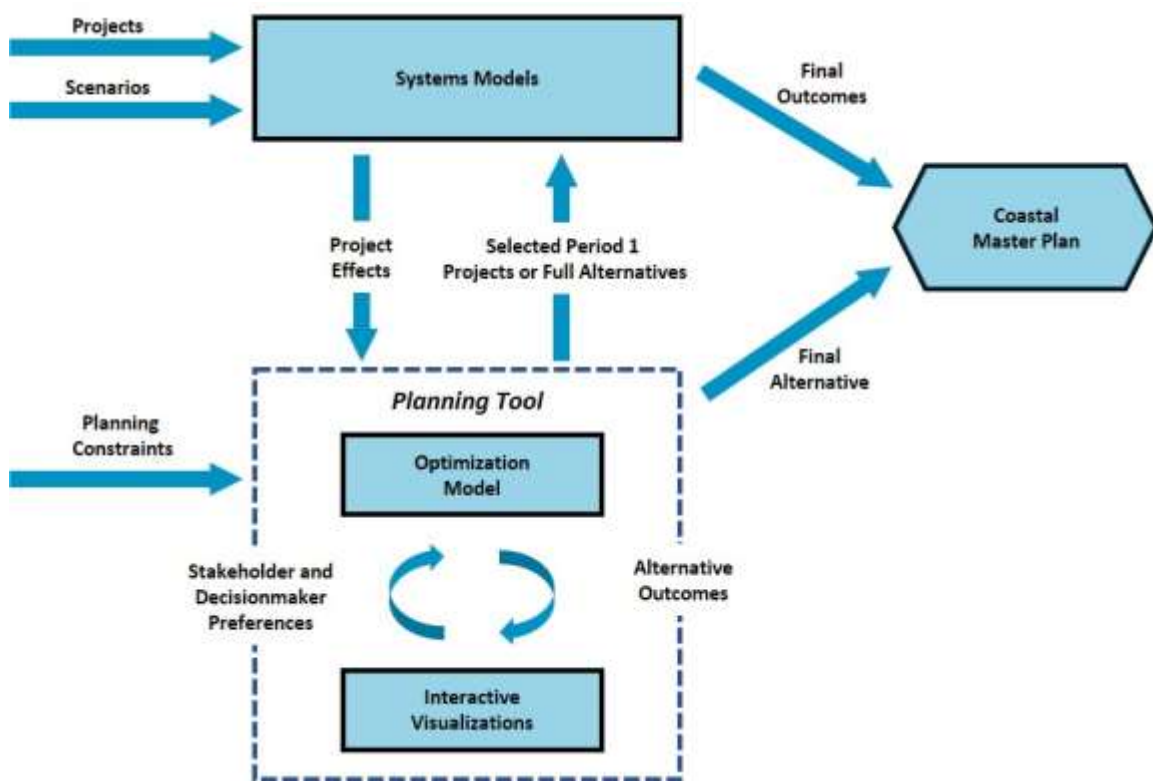 Projects
Scenarios
Systems Models
Final
Outcomes
Project
Effects
Selected Period 1
Projects or Full Alternatives
Coastal
Master Plan
Final
Alternative
Planning Tool
Planning
Constraints
Optimization
Model
Stakeholder and
Decisionmaker
Preferences
Alternative
Outcomes
Interactive
Visualizations